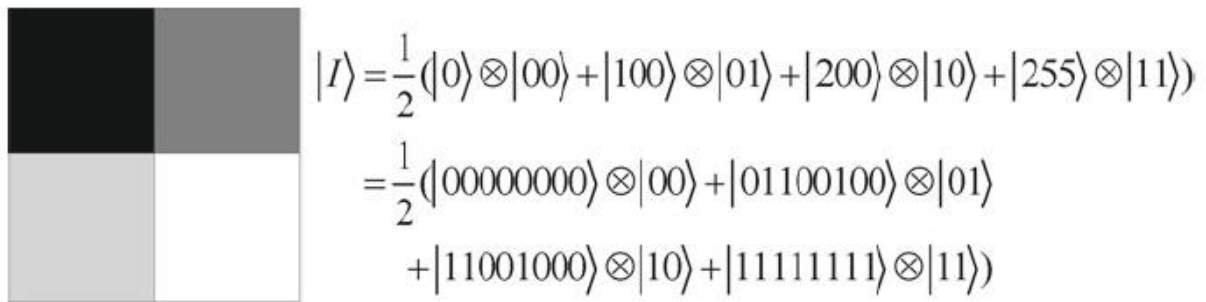 |I⟩ = 1/2 (|0⟩ ⊗ |00⟩ + |100⟩ ⊗ |01⟩ + |200⟩ ⊗ |10⟩ + |255⟩ ⊗ |11⟩)
= 1/2 (|00000000⟩ ⊗ |00⟩ + |01100100⟩ ⊗ |01⟩
+ |11001000⟩ ⊗ |10⟩ + |11111111⟩ ⊗ |11⟩)